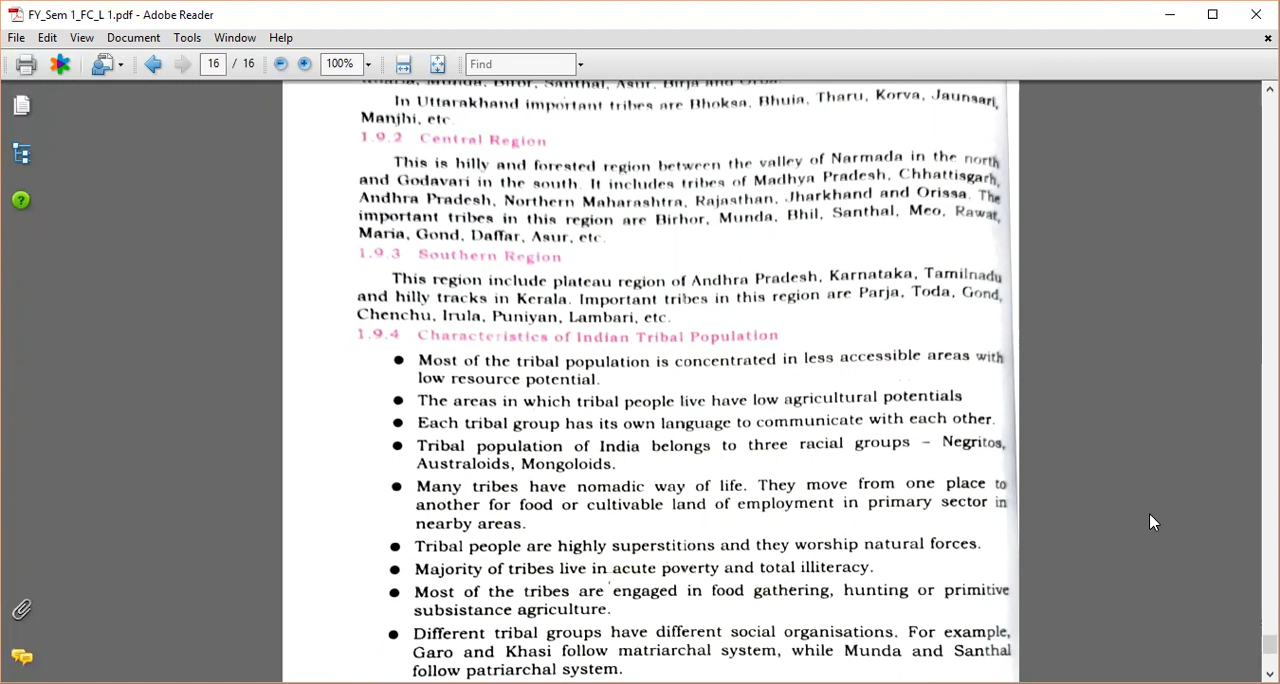 FY_Sem 1_FC_L 1.pdf - Adobe Reader
File Edit View Document Tools Window Help
16 / 16 100% Find
Munda, Santhal, Asur, Birja and
In Uttarakhand important tribes are Bhoksa, Bhuia, Tharu, Korva, Jaunsari,
Manjhi, etc.
1.9.2 Central Region
This is hilly and forested region between the valley of Narmada in the north
and Godavari in the south. It includes tribes of Madhya Pradesh, Chhattisgarh,
Andhra Pradesh, Northern Maharashtra, Rajasthan, Jharkhand and Orissa. The
important tribes in this region are Birhor, Munda, Bhil, Santhal, Meo, Rawat,
Maria, Gond, Daffar, Asur, etc.
1.9.3 Southern Region
This region include plateau region of Andhra Pradesh, Karnataka, Tamilnadu
and hilly tracks in Kerala. Important tribes in this region are Parja, Toda, Gond,
Chenchu, Irula, Puniyan, Lambari, etc.
1.9.4 Characteristics of Indian Tribal Population
● Most of the tribal population is concentrated in less accessible areas with
low resource potential.
● The areas in which tribal people live have low agricultural potentials
● Each tribal group has its own language to communicate with each other.
● Tribal population of India belongs to three racial groups – Negritos,
Australoids, Mongoloids.
● Many tribes have nomadic way of life. They move from one place to
another for food or cultivable land of employment in primary sector in
nearby areas.
● Tribal people are highly superstitions and they worship natural forces.
● Majority of tribes live in acute poverty and total illiteracy.
● Most of the tribes are engaged in food gathering, hunting or primitive
subsistance agriculture.
● Different tribal groups have different social organisations. For example,
Garo and Khasi follow matriarchal system, while Munda and Santhal
follow patriarchal system.